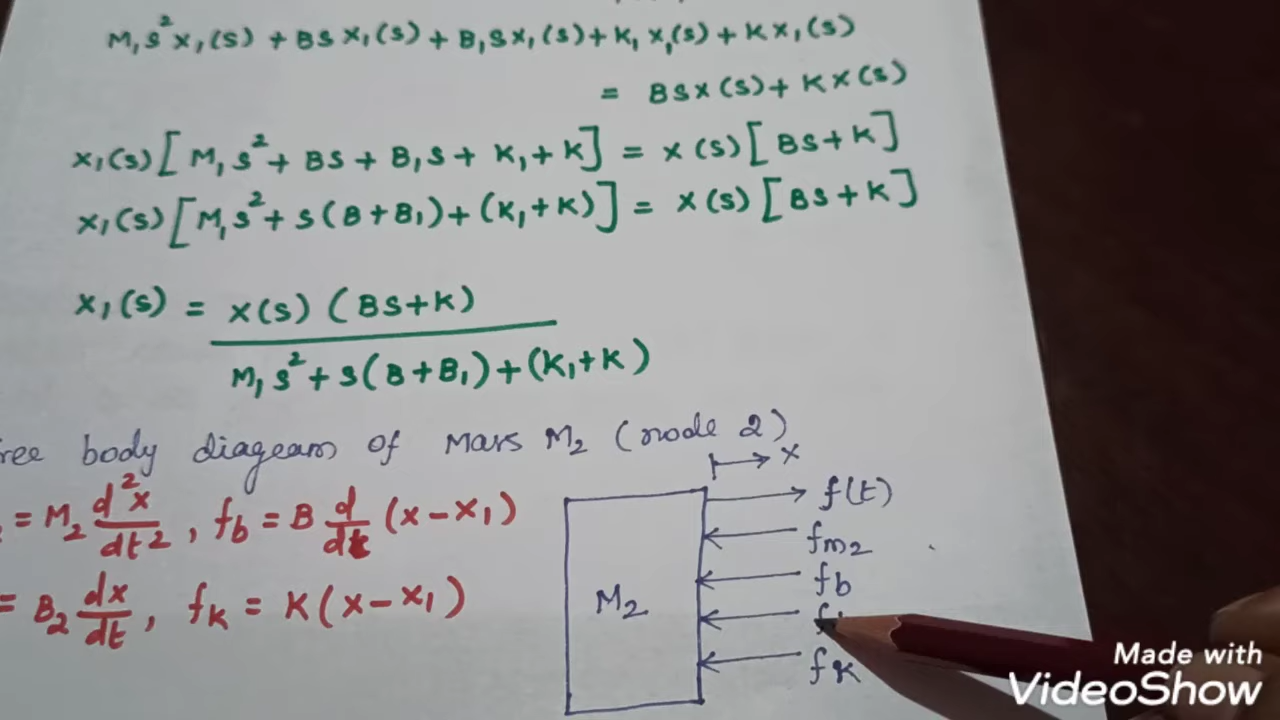 M₁s²X₁(s) + BSX₁(s) + B₁SX₁(s) + K₁X₁(s) + KX₁(s)
= BSX(s) + KX(s)
X₁(s)[M₁s² + BS + B₁S + K₁ + K] = X(s)[BS + K]
X₁(s)[M₁s² + S(B + B₁) + (K₁ + K)] = X(s)[BS + K]
X₁(s) = X(s) (BS + K)
M₁s² + S(B + B₁) + (K₁ + K)
ree body diagram of Mass M₂ (node 2)
x
= M₂ d²x/dt², fb = B d/dt (x - x₁)
= B₂ dx/dt, fK = K(x - x₁)
M₂
f(t)
fm₂
fb
fK
Made with
VideoShow